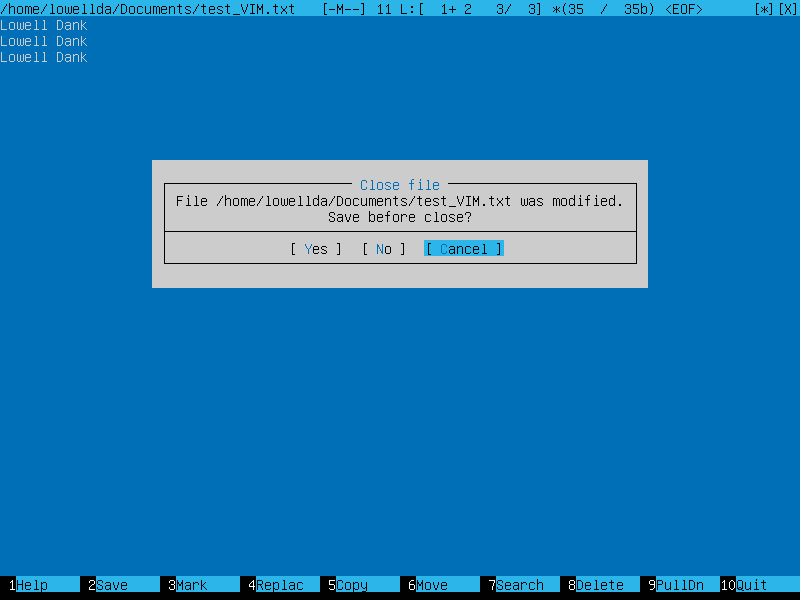 /home/lowellda/Documents/test_VIM.txt [-M--] 11 L:[ 1+ 2 3/ 3] *(35 / 35b) <EOF> [*][X]
Lowell Dank
Lowell Dank
Lowell Dank
Close file
File /home/lowellda/Documents/test_VIM.txt was modified.
Save before close?
[ Yes ] [ No ] [ Cancel ]
1Help 2Save 3Mark 4Replac 5Copy 6Move 7Search 8Delete 9PullDn 10Quit